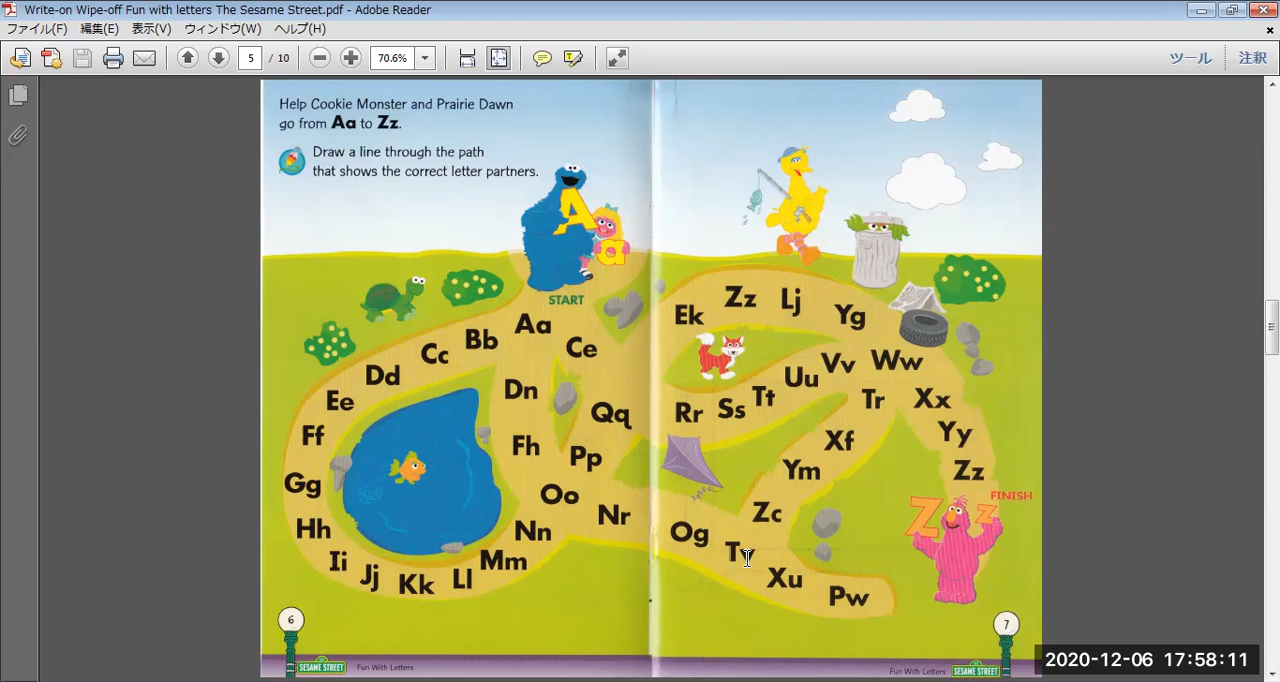 Write-on Wipe-off Fun with letters The Sesame Street.pdf - Adobe Reader
ファイル(F) 編集(E) 表示(V) ウィンドウ(W) ヘルプ(H)
5 / 10 70.6% ツール 注釈
Help Cookie Monster and Prairie Dawn
go from Aa to Zz.
Draw a line through the path
that shows the correct letter partners.
A
a
START
Aa
Bb
Cc
Dd
Ee
Ff
Gg
Hh
Ii
Jj
Kk
Ll
Mm
Nn
Oo
Pp
Qq
Ce
Dn
Fh
Nr
Ek
Zz
Lj
Yg
Rr
Ss
Tt
Uu
Vv
Ww
Xx
Yy
Zz
Tr
Xf
Ym
Zc
Og
Xu
Pw
FINISH
Z
z
6
SESAME STREET
Fun With Letters
7
Fun With Letters
SESAME STREET
2020-12-06 17:58:11